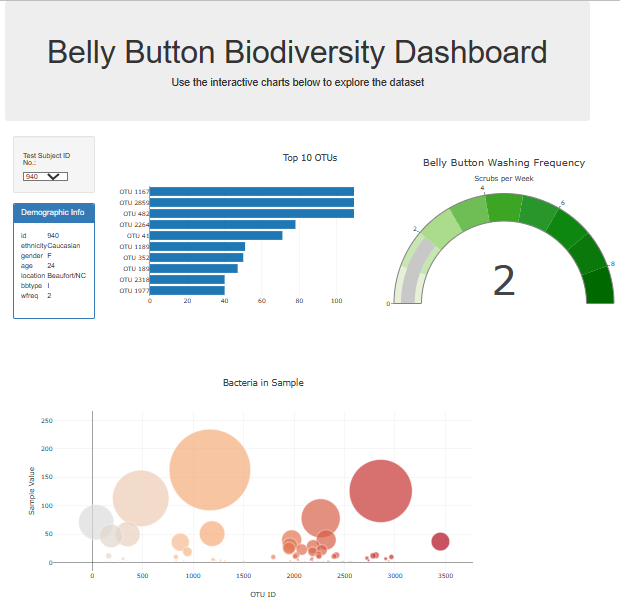 Belly Button Biodiversity Dashboard
Use the interactive charts below to explore the dataset
Test Subject ID
No.:
940
Demographic Info
id 940
ethnicityCaucasian
gender F
age 24
location Beaufort/NC
bbtype I
wfreq 2
Top 10 OTUs
OTU 1167
OTU 2859
OTU 482
OTU 2264
OTU 41
OTU 1189
OTU 352
OTU 189
OTU 2318
OTU 1977
0 20 40 60 80 100
Belly Button Washing Frequency
Scrubs per Week
0
2
4
6
8
2
Bacteria in Sample
Sample Value
250
200
150
100
50
0
0 500 1000 1500 2000 2500 3000 3500
OTU ID